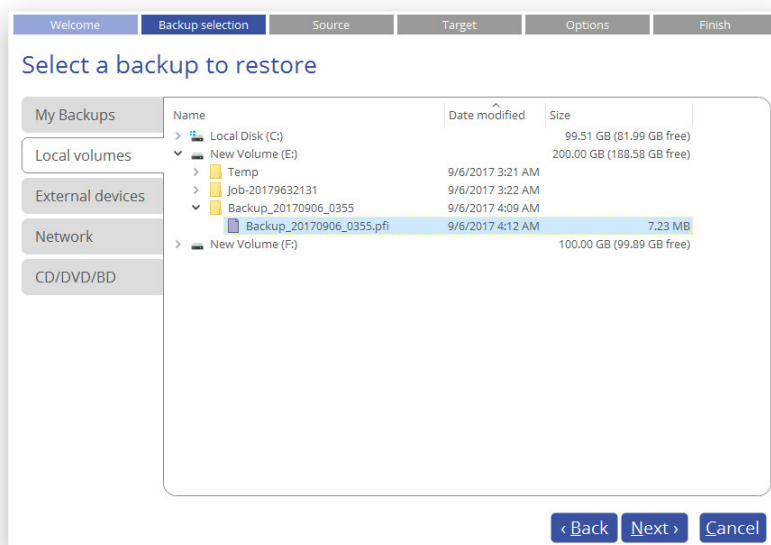 Welcome Backup selection Source Target Options Finish
Select a backup to restore
My Backups
Local volumes
External devices
Network
CD/DVD/BD
Name Date modified Size
Local Disk (C:) 99.51 GB (81.99 GB free)
New Volume (E:) 200.00 GB (188.58 GB free)
Temp 9/6/2017 3:21 AM
Job-20179632131 9/6/2017 3:22 AM
Backup_20170906_0355 9/6/2017 4:09 AM
Backup_20170906_0355.pfi 9/6/2017 4:12 AM 7.23 MB
New Volume (F:) 100.00 GB (99.89 GB free)
‹ Back Next › Cancel